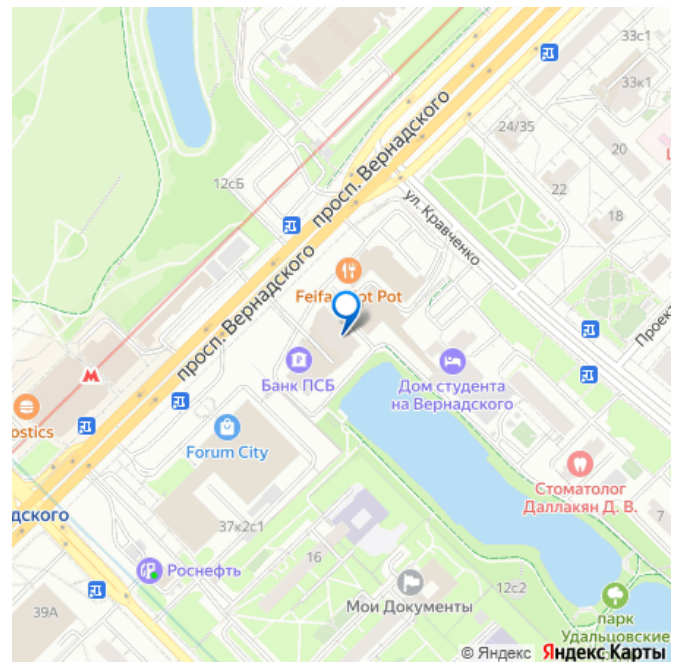 33с1
33к1
24/35
20
12сБ
просп. Вернадского
22
ул. Кравченко
18
просп. Вернадского
Feifa
ot Pot
Банк ПСБ
Дом студента
на Вернадского
ostics
Forum City
Стоматолог
Даллакян Д. В.
дского
37к2с1
7
16
Роснефть
Мои Документы
12с2
39А
парк
Удальцовские
© Яндекс Яндекс Карты